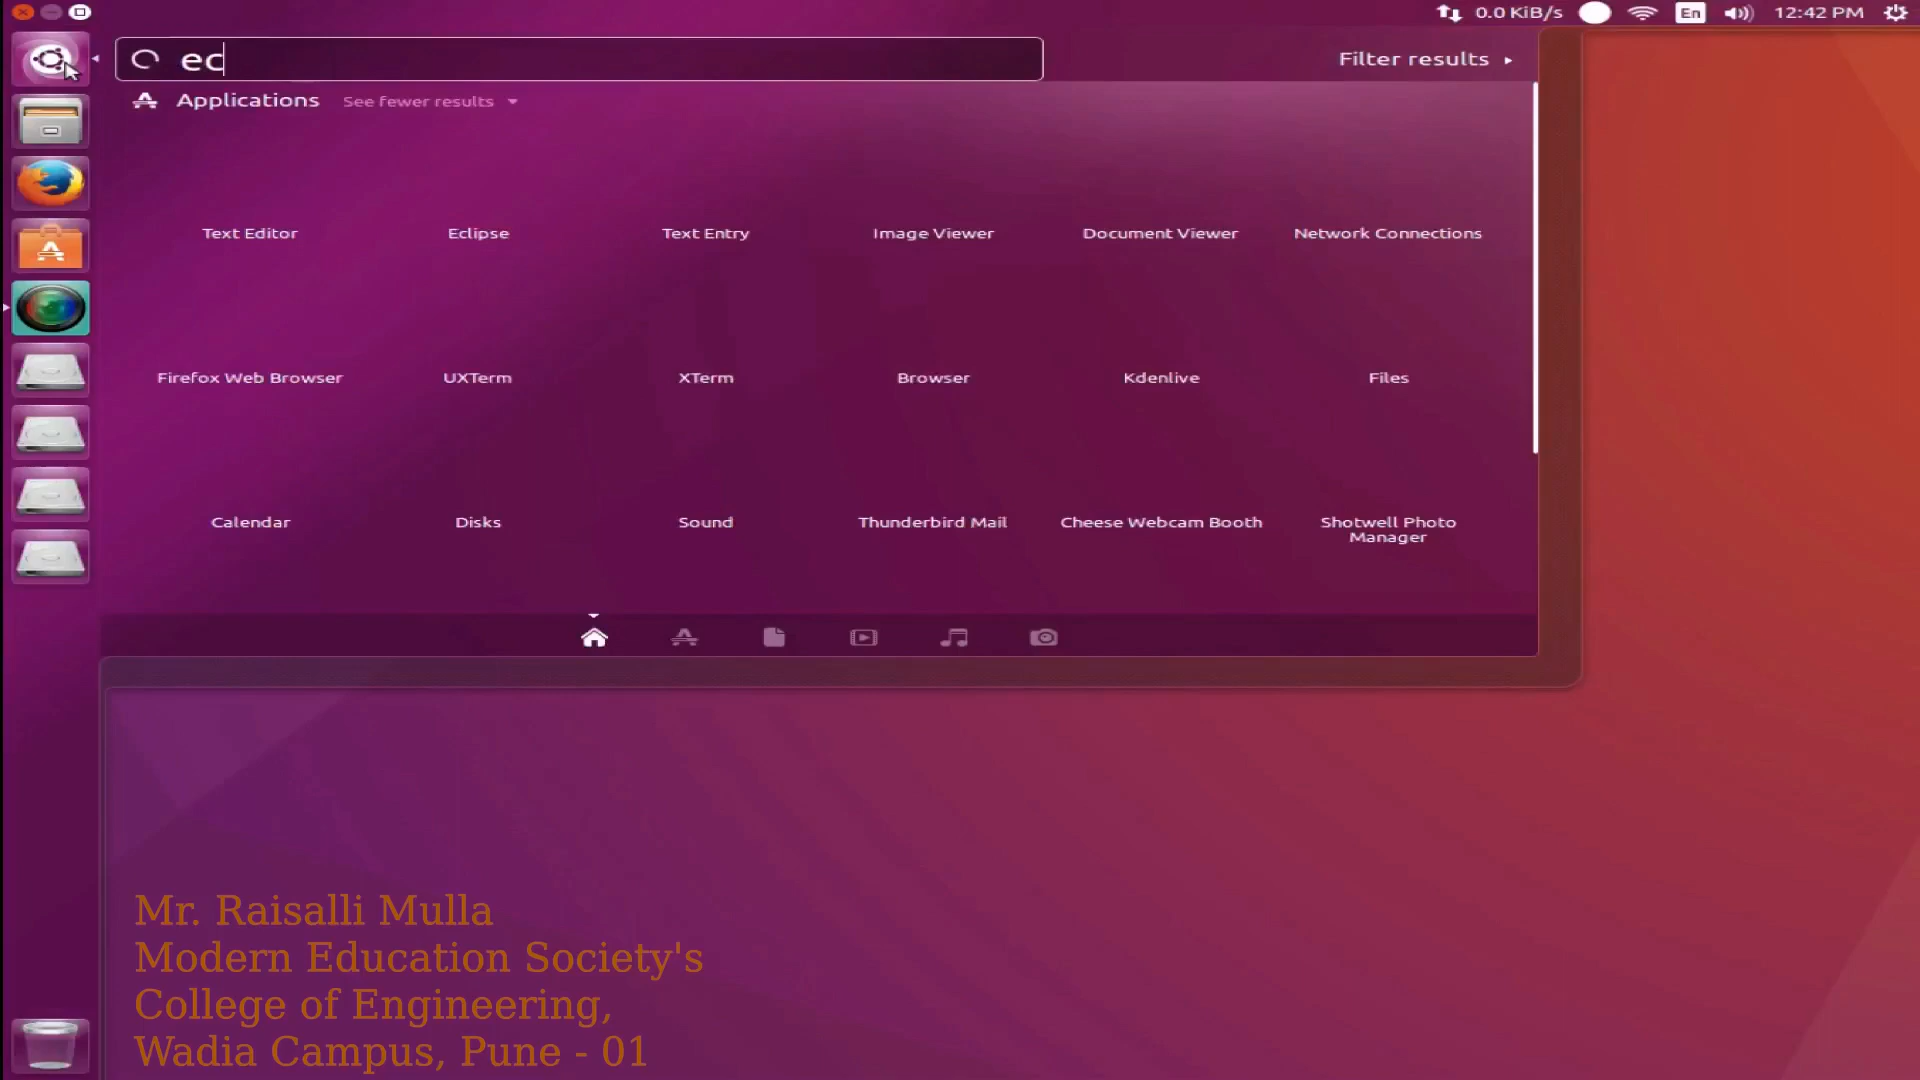 0.0 KiB/s En 12:42 PM
ec
Filter results
Applications See fewer results
Text Editor Eclipse Text Entry Image Viewer Document Viewer Network Connections
Firefox Web Browser UXTerm XTerm Browser Kdenlive Files
Calendar Disks Sound Thunderbird Mail Cheese Webcam Booth Shotwell Photo
Manager
Mr. Raisalli Mulla
Modern Education Society's
College of Engineering,
Wadia Campus, Pune - 01